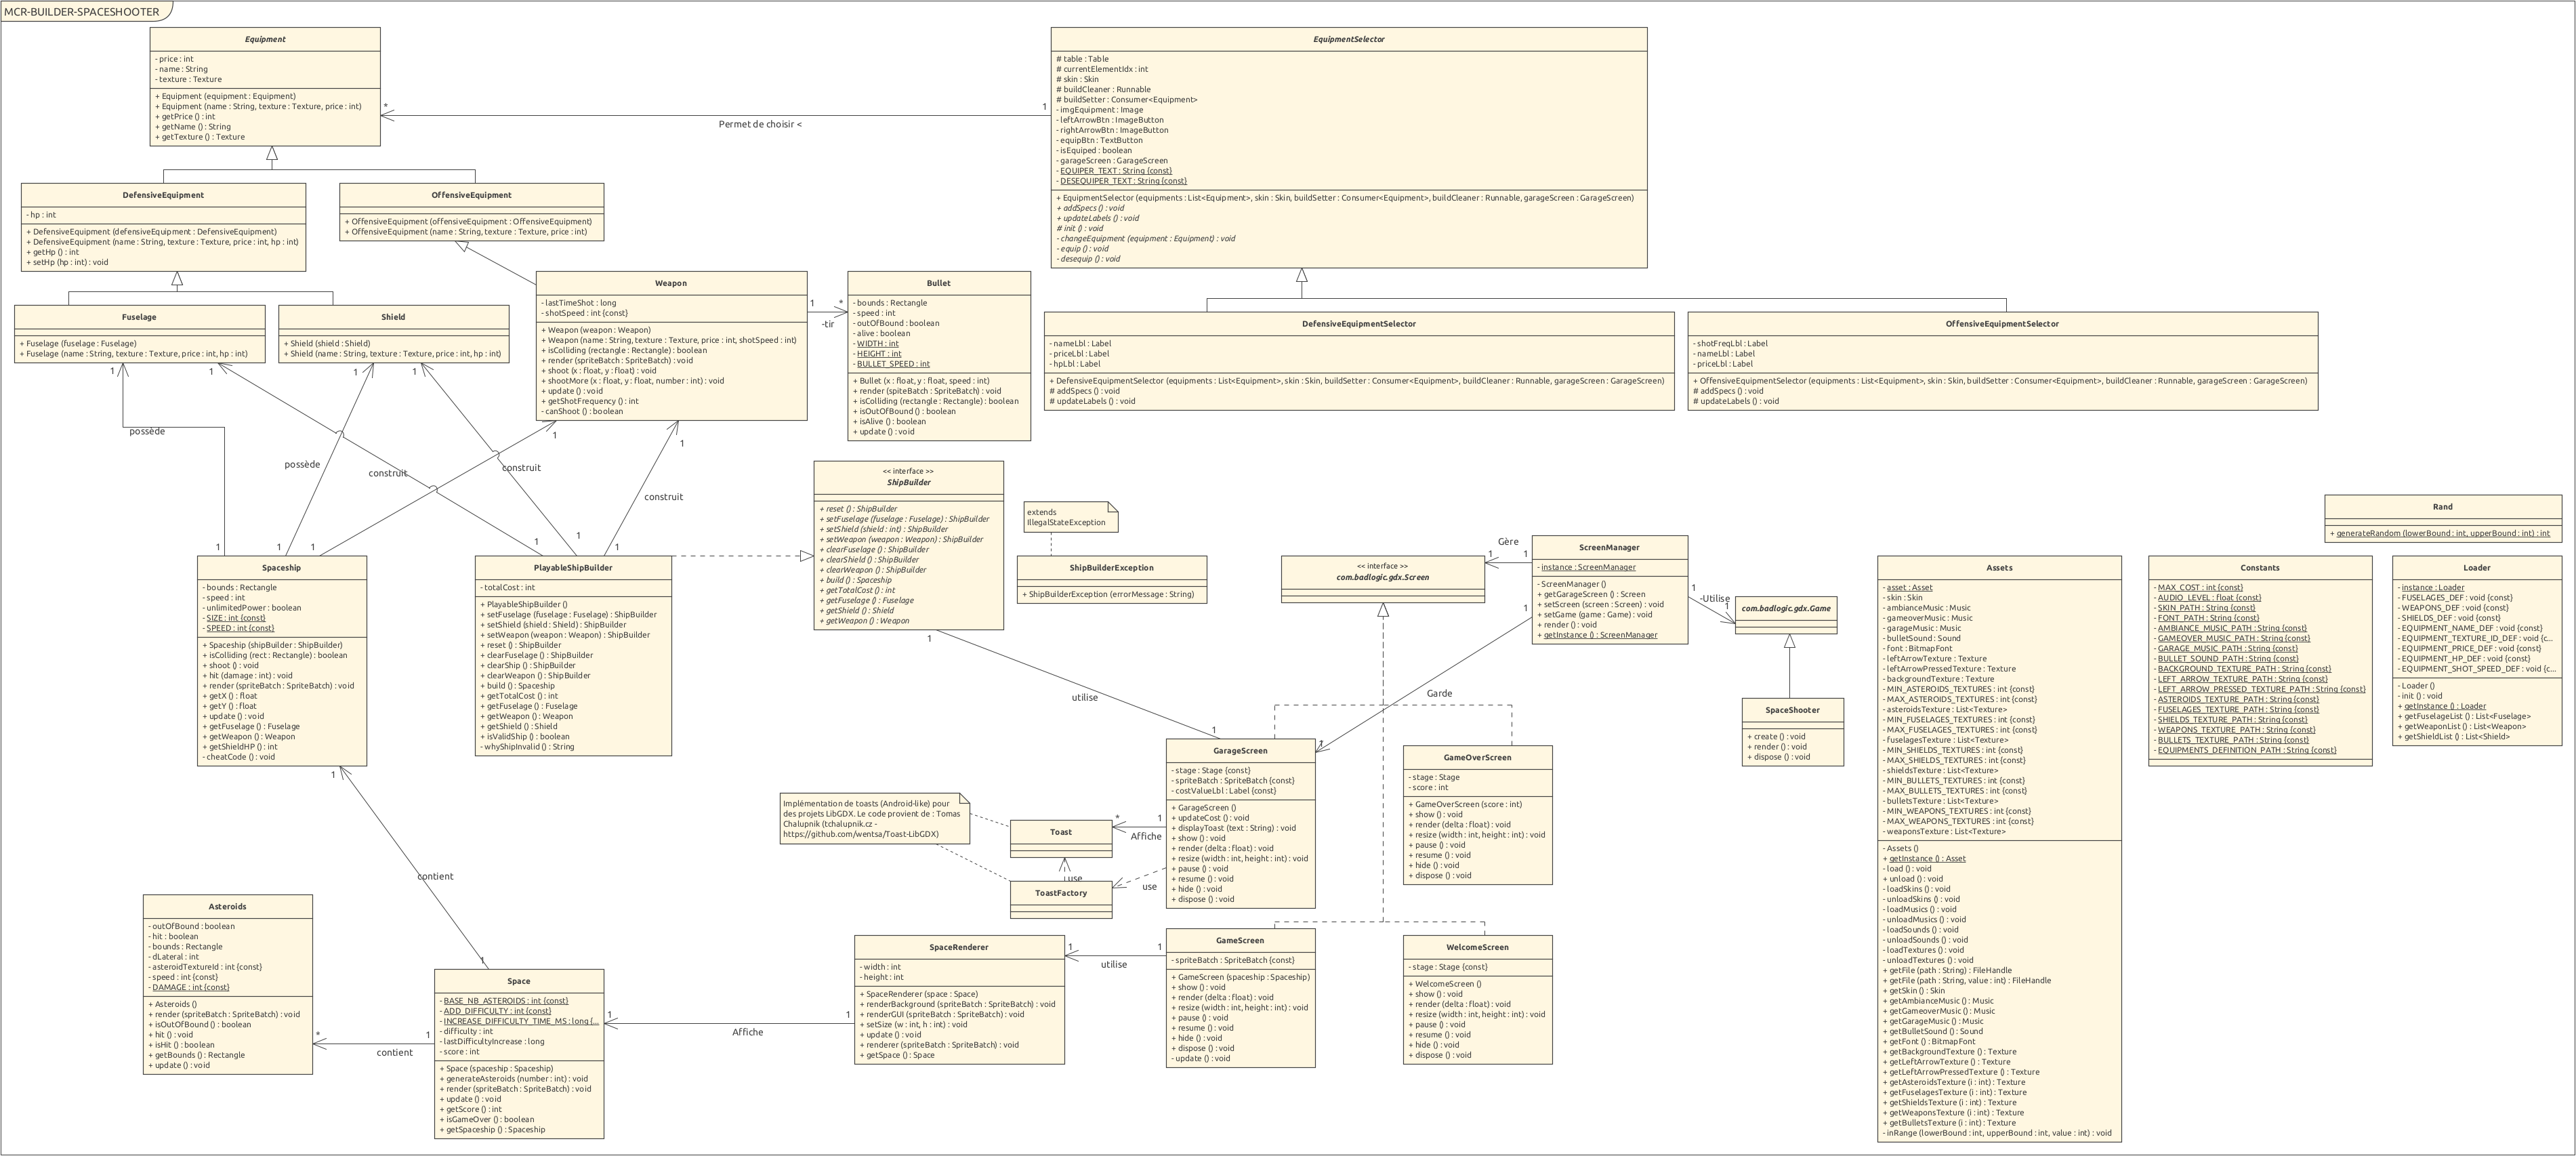 MCR-BUILDER-SPACESHOOTER
Equipment
- price : int
- name : String
- texture : Texture
+ Equipment (equipment : Equipment)
+ Equipment (name : String, texture : Texture, price : int)
+ getPrice () : int
+ getName () : String
+ getTexture () : Texture
*
1
Permet de choisir <
EquipmentSelector
# table : Table
# currentElementIdx : int
# skin : Skin
# buildCleaner : Runnable
# buildSetter : Consumer<Equipment>
- imgEquipment : Image
- leftArrowBtn : ImageButton
- rightArrowBtn : ImageButton
- equipBtn : TextButton
- isEquiped : boolean
- garageScreen : GarageScreen
- EQUIPER_TEXT : String {const}
- DESEQUIPER_TEXT : String {const}
+ EquipmentSelector (equipments : List<Equipment>, skin : Skin, buildSetter : Consumer<Equipment>, buildCleaner : Runnable, garageScreen : GarageScreen)
+ addSpecs () : void
+ updateLabels () : void
# init () : void
- changeEquipment (equipment : Equipment) : void
- equip () : void
- desequip () : void
DefensiveEquipment
- hp : int
+ DefensiveEquipment (defensiveEquipment : DefensiveEquipment)
+ DefensiveEquipment (name : String, texture : Texture, price : int, hp : int)
+ getHp () : int
+ setHp (hp : int) : void
OffensiveEquipment
+ OffensiveEquipment (offensiveEquipment : OffensiveEquipment)
+ OffensiveEquipment (name : String, texture : Texture, price : int)
Fuselage
+ Fuselage (fuselage : Fuselage)
+ Fuselage (name : String, texture : Texture, price : int, hp : int)
Shield
+ Shield (shield : Shield)
+ Shield (name : String, texture : Texture, price : int, hp : int)
Weapon
- lastTimeShot : long
- shotSpeed : int {const}
+ Weapon (weapon : Weapon)
+ Weapon (name : String, texture : Texture, price : int, shotSpeed : int)
+ isColliding (rectangle : Rectangle) : boolean
+ render (spriteBatch : SpriteBatch) : void
+ shoot (x : float, y : float) : void
+ shootMore (x : float, y : float, number : int) : void
+ update () : void
+ getShotFrequency () : int
- canShoot () : boolean
1
*
-tir
Bullet
- bounds : Rectangle
- speed : int
- outOfBound : boolean
- alive : boolean
- WIDTH : int
- HEIGHT : int
- BULLET_SPEED : int
+ Bullet (x : float, y : float, speed : int)
+ render (spiteBatch : SpriteBatch) : void
+ isColliding (rectangle : Rectangle) : boolean
+ isOutOfBound () : boolean
+ isAlive () : boolean
+ update () : void
DefensiveEquipmentSelector
- nameLbl : Label
- priceLbl : Label
- hpLbl : Label
+ DefensiveEquipmentSelector (equipments : List<Equipment>, skin : Skin, buildSetter : Consumer<Equipment>, buildCleaner : Runnable, garageScreen : GarageScreen)
# addSpecs () : void
# updateLabels () : void
OffensiveEquipmentSelector
- shotFreqLbl : Label
- nameLbl : Label
- priceLbl : Label
+ OffensiveEquipmentSelector (equipments : List<Equipment>, skin : Skin, buildSetter : Consumer<Equipment>, buildCleaner : Runnable, garageScreen : GarageScreen)
# addSpecs () : void
# updateLabels () : void
1
1
1
1
1
1
possède
possède
construit
construit
construit
1
1
1
1
1
1
Spaceship
- bounds : Rectangle
- speed : int
- unlimitedPower : boolean
- SIZE : int {const}
- SPEED : int {const}
+ Spaceship (shipBuilder : ShipBuilder)
+ isColliding (rect : Rectangle) : boolean
+ shoot () : void
+ hit (damage : int) : void
+ render (spriteBatch : SpriteBatch) : void
+ getX () : float
+ getY () : float
+ update () : void
+ getFuselage () : Fuselage
+ getWeapon () : Weapon
+ getShieldHP () : int
- cheatCode () : void
PlayableShipBuilder
- totalCost : int
+ PlayableShipBuilder ()
+ setFuselage (fuselage : Fuselage) : ShipBuilder
+ setShield (shield : Shield) : ShipBuilder
+ setWeapon (weapon : Weapon) : ShipBuilder
+ reset () : ShipBuilder
+ clearFuselage () : ShipBuilder
+ clearShip () : ShipBuilder
+ clearWeapon () : ShipBuilder
+ build () : Spaceship
+ getTotalCost () : int
+ getFuselage () : Fuselage
+ getWeapon () : Weapon
+ getShield () : Shield
+ isValidShip () : boolean
- whyShipInvalid () : String
<< interface >>
ShipBuilder
+ reset () : ShipBuilder
+ setFuselage (fuselage : Fuselage) : ShipBuilder
+ setShield (shield : int) : ShipBuilder
+ setWeapon (weapon : Weapon) : ShipBuilder
+ clearFuselage () : ShipBuilder
+ clearShield () : ShipBuilder
+ clearWeapon () : ShipBuilder
+ build () : Spaceship
+ getTotalCost () : int
+ getFuselage () : Fuselage
+ getShield () : Shield
+ getWeapon () : Weapon
extends
IllegalStateException
ShipBuilderException
+ ShipBuilderException (errorMessage : String)
<< interface >>
com.badlogic.gdx.Screen
Gère
1
1
ScreenManager
- instance : ScreenManager
- ScreenManager ()
+ getGarageScreen () : Screen
+ setScreen (screen : Screen) : void
+ setGame (game : Game) : void
+ render () : void
+ getInstance () : ScreenManager
1
-Utilise
1
com.badlogic.gdx.Game
SpaceShooter
+ create () : void
+ render () : void
+ dispose () : void
1
utilise
1
1
Garde
1
GarageScreen
- stage : Stage {const}
- spriteBatch : SpriteBatch {const}
- costValueLbl : Label {const}
+ GarageScreen ()
+ updateCost () : void
+ displayToast (text : String) : void
+ show () : void
+ render (delta : float) : void
+ resize (width : int, height : int) : void
+ pause () : void
+ resume () : void
+ hide () : void
+ dispose () : void
GameOverScreen
- stage : Stage
- score : int
+ GameOverScreen (score : int)
+ show () : void
+ render (delta : float) : void
+ resize (width : int, height : int) : void
+ pause () : void
+ resume () : void
+ hide () : void
+ dispose () : void
Implémentation de toasts (Android-like) pour
des projets LibGDX. Le code provient de : Tomas
Chalupnik (tchalupnik.cz -
https://github.com/wentsa/Toast-LibGDX)
Toast
*
1
Affiche
use
use
ToastFactory
1
contient
1
Asteroids
- outOfBound : boolean
- hit : boolean
- bounds : Rectangle
- dLateral : int
- asteroidTextureId : int {const}
- speed : int {const}
- DAMAGE : int {const}
+ Asteroids ()
+ render (spriteBatch : SpriteBatch) : void
+ isOutOfBound () : boolean
+ hit () : void
+ isHit () : boolean
+ getBounds () : Rectangle
+ update () : void
*
1
contient
Space
- BASE_NB_ASTEROIDS : int {const}
- ADD_DIFFICULTY : int {const}
- INCREASE_DIFFICULTY_TIME_MS : long {...
- difficulty : int
- lastDifficultyIncrease : long
- score : int
+ Space (spaceship : Spaceship)
+ generateAsteroids (number : int) : void
+ render (spriteBatch : SpriteBatch) : void
+ update () : void
+ getScore () : int
+ isGameOver () : boolean
+ getSpaceship () : Spaceship
1
1
Affiche
SpaceRenderer
- width : int
- height : int
+ SpaceRenderer (space : Space)
+ renderBackground (spriteBatch : SpriteBatch) : void
+ renderGUI (spriteBatch : SpriteBatch) : void
+ setSize (w : int, h : int) : void
+ update () : void
+ renderer (spriteBatch : SpriteBatch) : void
+ getSpace () : Space
1
1
utilise
GameScreen
- spriteBatch : SpriteBatch {const}
+ GameScreen (spaceship : Spaceship)
+ show () : void
+ render (delta : float) : void
+ resize (width : int, height : int) : void
+ pause () : void
+ resume () : void
+ hide () : void
+ dispose () : void
- update () : void
WelcomeScreen
- stage : Stage {const}
+ WelcomeScreen ()
+ show () : void
+ render (delta : float) : void
+ resize (width : int, height : int) : void
+ pause () : void
+ resume () : void
+ hide () : void
+ dispose () : void
Assets
- asset : Asset
- skin : Skin
- ambianceMusic : Music
- gameoverMusic : Music
- garageMusic : Music
- bulletSound : Sound
- font : BitmapFont
- leftArrowTexture : Texture
- leftArrowPressedTexture : Texture
- backgroundTexture : Texture
- MIN_ASTEROIDS_TEXTURES : int {const}
- MAX_ASTEROIDS_TEXTURES : int {const}
- asteroidsTexture : List<Texture>
- MIN_FUSELAGES_TEXTURES : int {const}
- MAX_FUSELAGES_TEXTURES : int {const}
- fuselagesTexture : List<Texture>
- MIN_SHIELDS_TEXTURES : int {const}
- MAX_SHIELDS_TEXTURES : int {const}
- shieldsTexture : List<Texture>
- MIN_BULLETS_TEXTURES : int {const}
- MAX_BULLETS_TEXTURES : int {const}
- bulletsTexture : List<Texture>
- MIN_WEAPONS_TEXTURES : int {const}
- MAX_WEAPONS_TEXTURES : int {const}
- weaponsTexture : List<Texture>
- Assets ()
+ getInstance () : Asset
- load () : void
+ unload () : void
- loadSkins () : void
- unloadSkins () : void
- loadMusics () : void
- unloadMusics () : void
- loadSounds () : void
- unloadSounds () : void
- loadTextures () : void
- unloadTextures () : void
+ getFile (path : String) : FileHandle
+ getFile (path : String, value : int) : FileHandle
+ getSkin () : Skin
+ getAmbianceMusic () : Music
+ getGameoverMusic () : Music
+ getGarageMusic () : Music
+ getBulletSound () : Sound
+ getFont () : BitmapFont
+ getBackgroundTexture () : Texture
+ getLeftArrowTexture () : Texture
+ getLeftArrowPressedTexture () : Texture
+ getAsteroidsTexture (i : int) : Texture
+ getFuselagesTexture (i : int) : Texture
+ getShieldsTexture (i : int) : Texture
+ getWeaponsTexture (i : int) : Texture
+ getBulletsTexture (i : int) : Texture
- inRange (lowerBound : int, upperBound : int, value : int) : void
Constants
- MAX_COST : int {const}
- AUDIO_LEVEL : float {const}
- SKIN_PATH : String {const}
- FONT_PATH : String {const}
- AMBIANCE_MUSIC_PATH : String {const}
- GAMEOVER_MUSIC_PATH : String {const}
- GARAGE_MUSIC_PATH : String {const}
- BULLET_SOUND_PATH : String {const}
- BACKGROUND_TEXTURE_PATH : String {const}
- LEFT_ARROW_TEXTURE_PATH : String {const}
- LEFT_ARROW_PRESSED_TEXTURE_PATH : String {const}
- ASTEROIDS_TEXTURE_PATH : String {const}
- FUSELAGES_TEXTURE_PATH : String {const}
- SHIELDS_TEXTURE_PATH : String {const}
- WEAPONS_TEXTURE_PATH : String {const}
- BULLETS_TEXTURE_PATH : String {const}
- EQUIPMENTS_DEFINITION_PATH : String {const}
Rand
+ generateRandom (lowerBound : int, upperBound : int) : int
Loader
- instance : Loader
- FUSELAGES_DEF : void {const}
- WEAPONS_DEF : void {const}
- SHIELDS_DEF : void {const}
- EQUIPMENT_NAME_DEF : void {const}
- EQUIPMENT_TEXTURE_ID_DEF : void {c...
- EQUIPMENT_PRICE_DEF : void {const}
- EQUIPMENT_HP_DEF : void {const}
- EQUIPMENT_SHOT_SPEED_DEF : void {c...
- Loader ()
- init () : void
+ getInstance () : Loader
+ getFuselageList () : List<Fuselage>
+ getWeaponList () : List<Weapon>
+ getShieldList () : List<Shield>